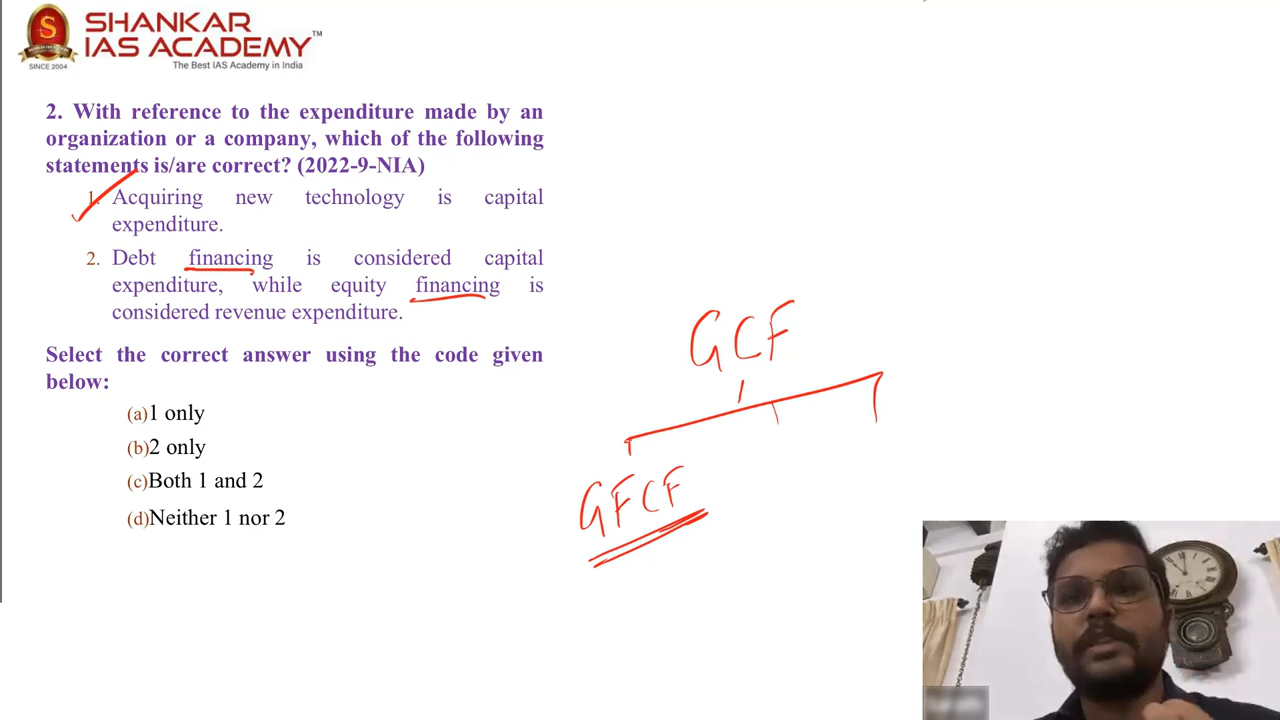 SHANKAR
IAS ACADEMY™
The Best IAS Academy in India
S
SINCE 2004
2. With reference to the expenditure made by an
organization or a company, which of the following
statements is/are correct? (2022-9-NIA)
1. Acquiring new technology is capital
expenditure.
2. Debt financing is considered capital
expenditure, while equity financing is
considered revenue expenditure.
Select the correct answer using the code given
below:
(a)1 only
(b)2 only
(c)Both 1 and 2
(d)Neither 1 nor 2
GCF
GFCF